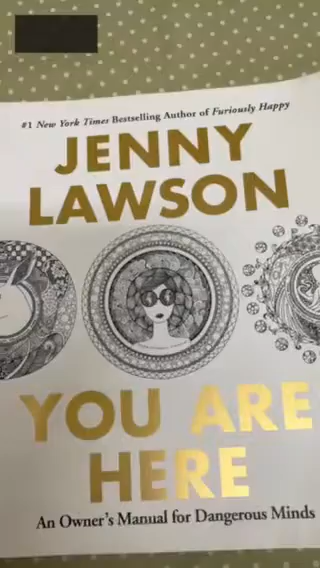 #1 New York Times Bestselling Author of Furiously Happy
JENNY
LAWSON
YOU ARE
HERE
An Owner's Manual for Dangerous Minds